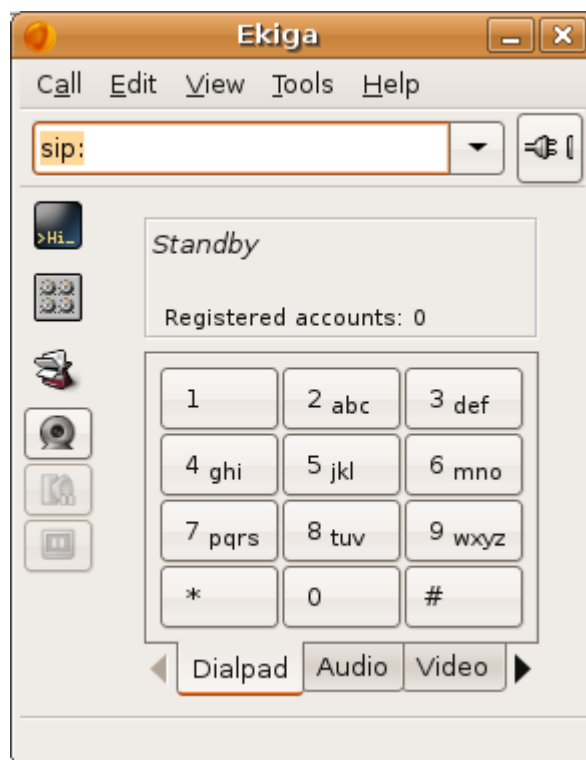 Ekiga
Call Edit View Tools Help
sip:
>Hi_
Standby
Registered accounts: 0
1 2 abc 3 def
4 ghi 5 jkl 6 mno
7 pqrs 8 tuv 9 wxyz
* 0 #
Dialpad Audio Video